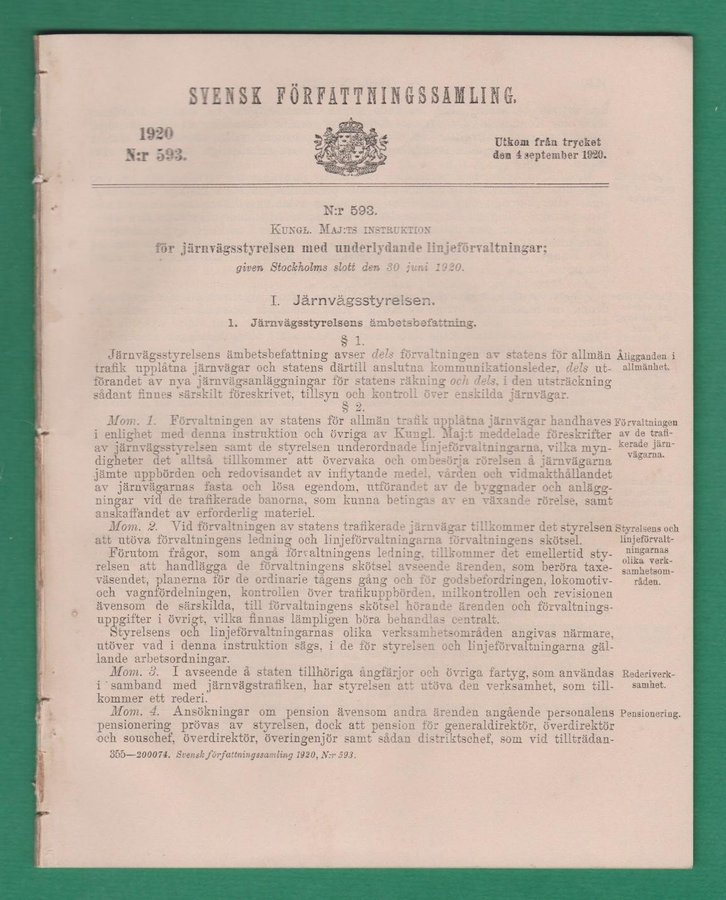 SVENSK FÖRFATTNINGSSAMLING.
1920
N:r 593.
Utkom från trycket
den 4 september 1920.
N:r 593.
KUNGL. MAJ:TS INSTRUKTION
för järnvägsstyrelsen med underlydande linjeförvaltningar;
given Stockholms slott den 30 juni 1920.
I. Järnvägsstyrelsen.
1. Järnvägsstyrelsens ämbetsbefattning.
§ 1.
Järnvägsstyrelsens ämbetsbefattning avser dels förvaltningen av statens för allmän
trafik upplåtna järnvägar och statens därtill anslutna kommunikationsleder, dels ut-
förandet av nya järnvägsanläggningar för statens räkning och dels, i den utsträckning
sådant finnes särskilt föreskrivet, tillsyn och kontroll över enskilda järnvägar.
Åligganden i
allmänhet.
§ 2.
Mom. 1. Förvaltningen av statens för allmän trafik upplåtna järnvägar handhaves
i enlighet med denna instruktion och övriga av Kungl. Maj:t meddelade föreskrifter
av järnvägsstyrelsen samt de styrelsen underordnade linjeförvaltningarna, vilka myn-
digheter det alltså tillkommer att övervaka och ombesörja rörelsen å järnvägarna
jämte uppbörden och redovisandet av inflytande medel, vården och vidmakthållandet
av järnvägarnas fasta och lösa egendom, utförandet av de byggnader och anlägg-
ningar vid de trafikerade banorna, som kunna betingas av en växande rörelse, samt
anskaffandet av erforderlig materiel.
Förvaltningen
av de trafi-
kerade järn-
vägarna.
Mom. 2. Vid förvaltningen av statens trafikerade järnvägar tillkommer det styrelsen
att utöva förvaltningens ledning och linjeförvaltningarna förvaltningens skötsel.
Förutom frågor, som angå förvaltningens ledning, tillkommer det emellertid sty-
relsen att handlägga de förvaltningens skötsel avseende ärenden, som beröra taxe-
väsendet, planerna för de ordinarie tågens gång och för godsbefordringen, lokomotiv-
och vagnfördelningen, kontrollen över trafikuppbörden, milkontrollen och revisionen
ävensom de särskilda, till förvaltningens skötsel hörande ärenden och förvaltnings-
uppgifter i övrigt, vilka finnas lämpligen böra behandlas centralt.
Styrelsens och linjeförvaltningarnas olika verksamhetsområden angivas närmare,
utöver vad i denna instruktion sägs, i de för styrelsen och linjeförvaltningarna gäl-
lande arbetsordningar.
Styrelsens och
linjeförvalt-
ningarnas
olika verk-
samhetsom-
råden.
Mom. 3. I avseende å staten tillhöriga ångfärjor och övriga fartyg, som användas
i samband med järnvägstrafiken, har styrelsen att utöva den verksamhet, som till-
kommer ett rederi.
Rederiverk-
samhet.
Mom. 4. Ansökningar om pension ävensom andra ärenden angående personalens
pensionering prövas av styrelsen, dock att pension för generaldirektör, överdirektör
och souschef, överdirektör, överingenjör samt sådan distriktschef, som vid tillträdan-
Pensionering.
355—200074. Svensk författningssamling 1920, N:r 593.